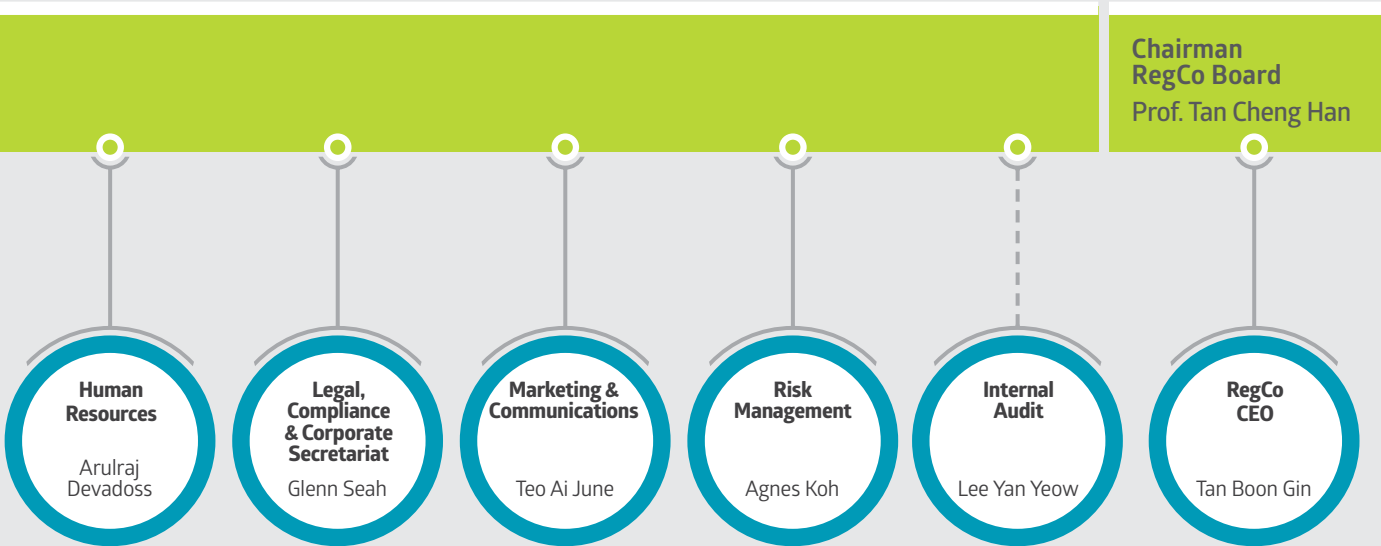 Chairman
RegCo Board
Prof. Tan Cheng Han
Human
Resources
Arulraj
Devadoss
Legal,
Compliance
& Corporate
Secretariat
Glenn Seah
Marketing &
Communications
Teo Ai June
Risk
Management
Agnes Koh
Internal
Audit
Lee Yan Yeow
RegCo
CEO
Tan Boon Gin